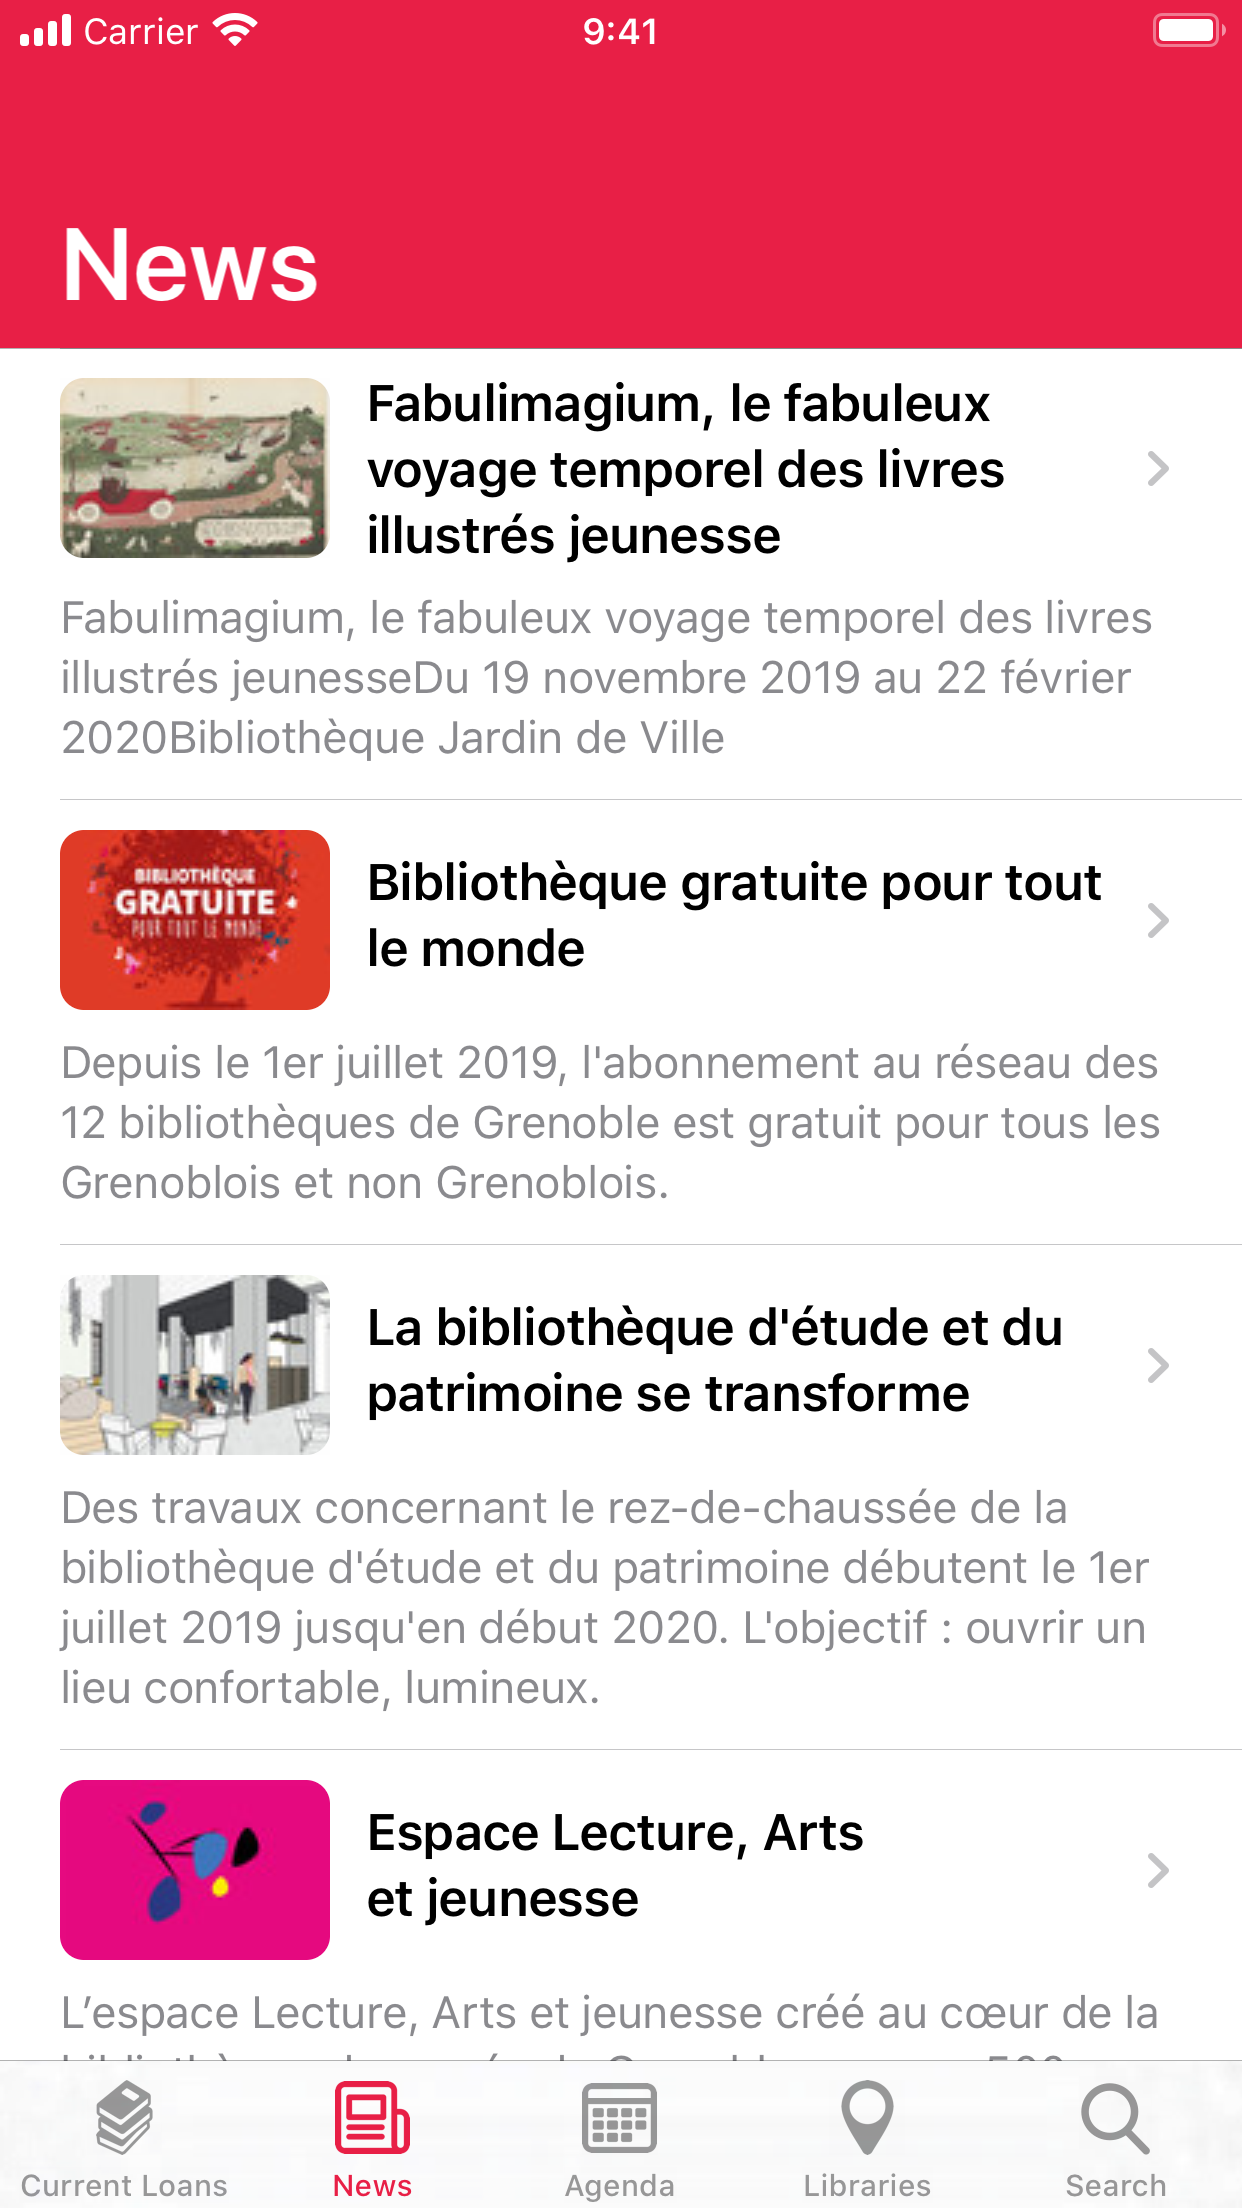 Carrier 9:41
News
Fabulimagium, le fabuleux
voyage temporel des livres
illustrés jeunesse
Fabulimagium, le fabuleux voyage temporel des livres
illustrés jeunesseDu 19 novembre 2019 au 22 février
2020Bibliothèque Jardin de Ville
BIBLIOTHÈQUE
GRATUITE
POUR TOUT LE MONDE
Bibliothèque gratuite pour tout
le monde
Depuis le 1er juillet 2019, l'abonnement au réseau des
12 bibliothèques de Grenoble est gratuit pour tous les
Grenoblois et non Grenoblois.
La bibliothèque d'étude et du
patrimoine se transforme
Des travaux concernant le rez-de-chaussée de la
bibliothèque d'étude et du patrimoine débutent le 1er
juillet 2019 jusqu'en début 2020. L'objectif : ouvrir un
lieu confortable, lumineux.
Espace Lecture, Arts
et jeunesse
L’espace Lecture, Arts et jeunesse créé au cœur de la
Current Loans
News
Agenda
Libraries
Search